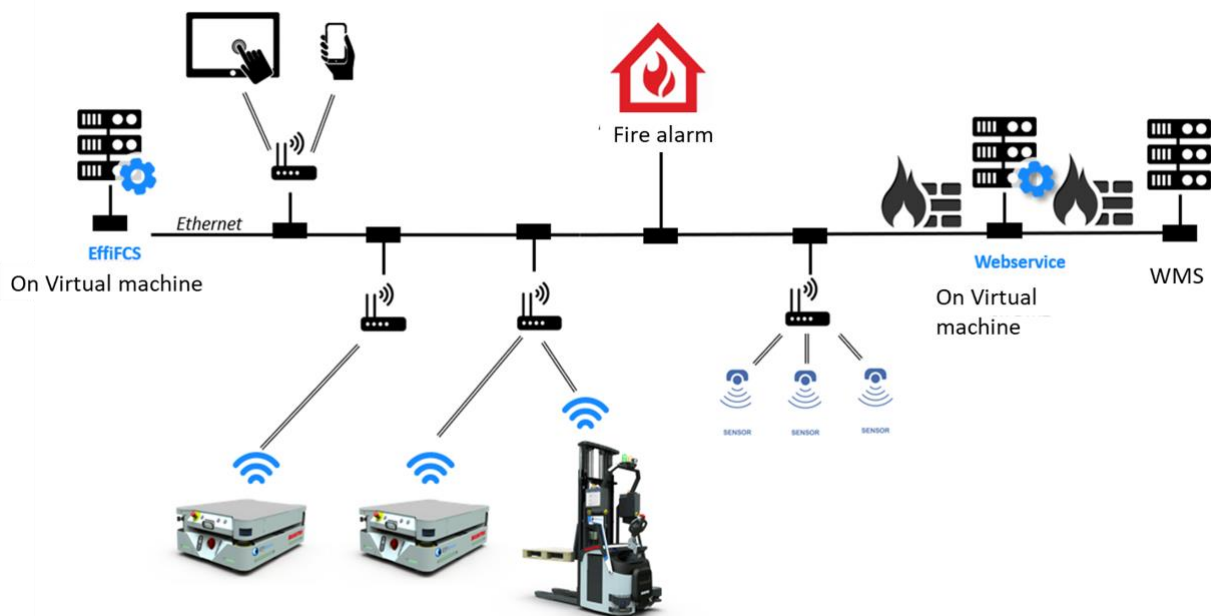 Fire alarm
Ethernet
EffiFCS
On Virtual machine
Webservice
On Virtual
machine
WMS
SENSOR
SENSOR
SENSOR